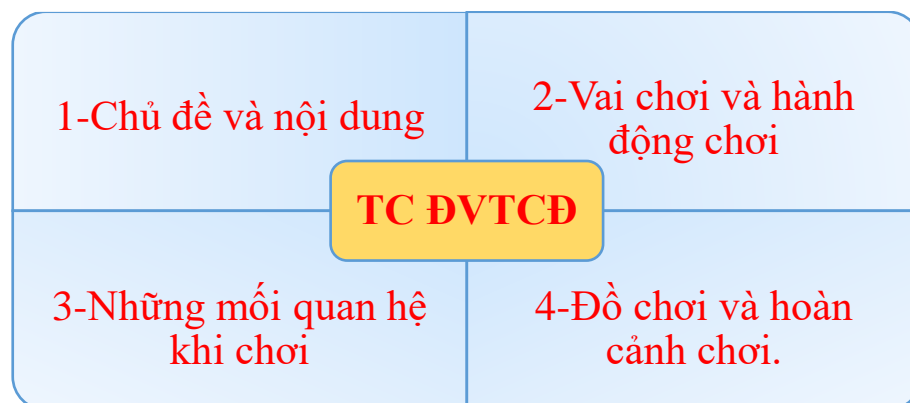 1-Chủ đề và nội dung
2-Vai chơi và hành
động chơi
TC ĐVTCĐ
3-Những mối quan hệ
khi chơi
4-Đồ chơi và hoàn
cảnh chơi.